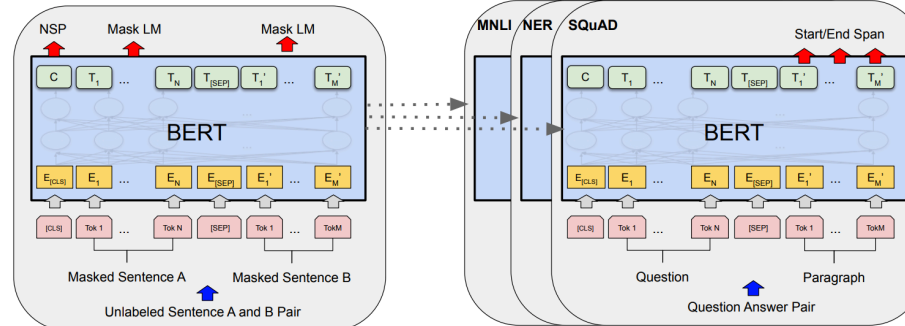 NSP Mask LM Mask LM
C T1 ... TN T[SEP] T1' ... TM'
BERT
E[CLS] E1 ... EN E[SEP] E1' ... EM'
[CLS] Tok 1 ... Tok N [SEP] Tok 1 ... TokM
Masked Sentence A Masked Sentence B
Unlabeled Sentence A and B Pair
MNLI NER SQuAD
Start/End Span
C T1 ... TN T[SEP] T1' ... TM'
BERT
E[CLS] E1 ... EN E[SEP] E1' ... EM'
[CLS] Tok 1 ... Tok N [SEP] Tok 1 ... TokM
Question Paragraph
Question Answer Pair